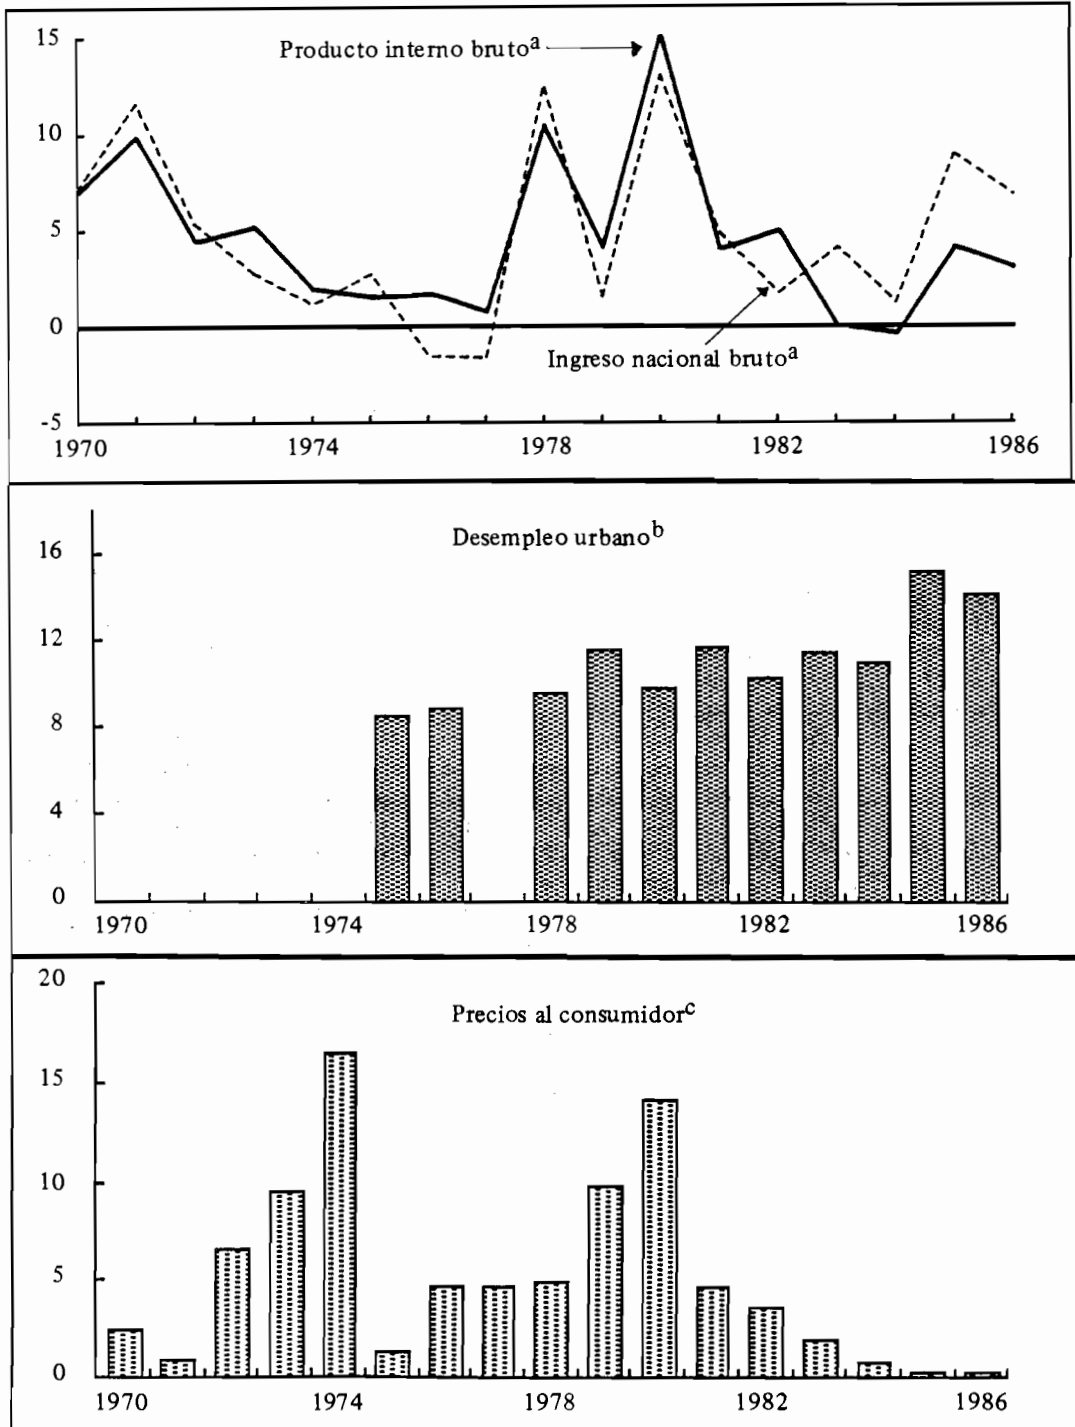 15
Producto interno bruto^a
10
5
0
Ingreso nacional bruto^a
-5
1970 1974 1978 1982 1986
Desempleo urbano^b
16
12
8
4
0
1970 1974 1978 1982 1986
20
Precios al consumidor^c
15
10
5
0
1970 1974 1978 1982 1986